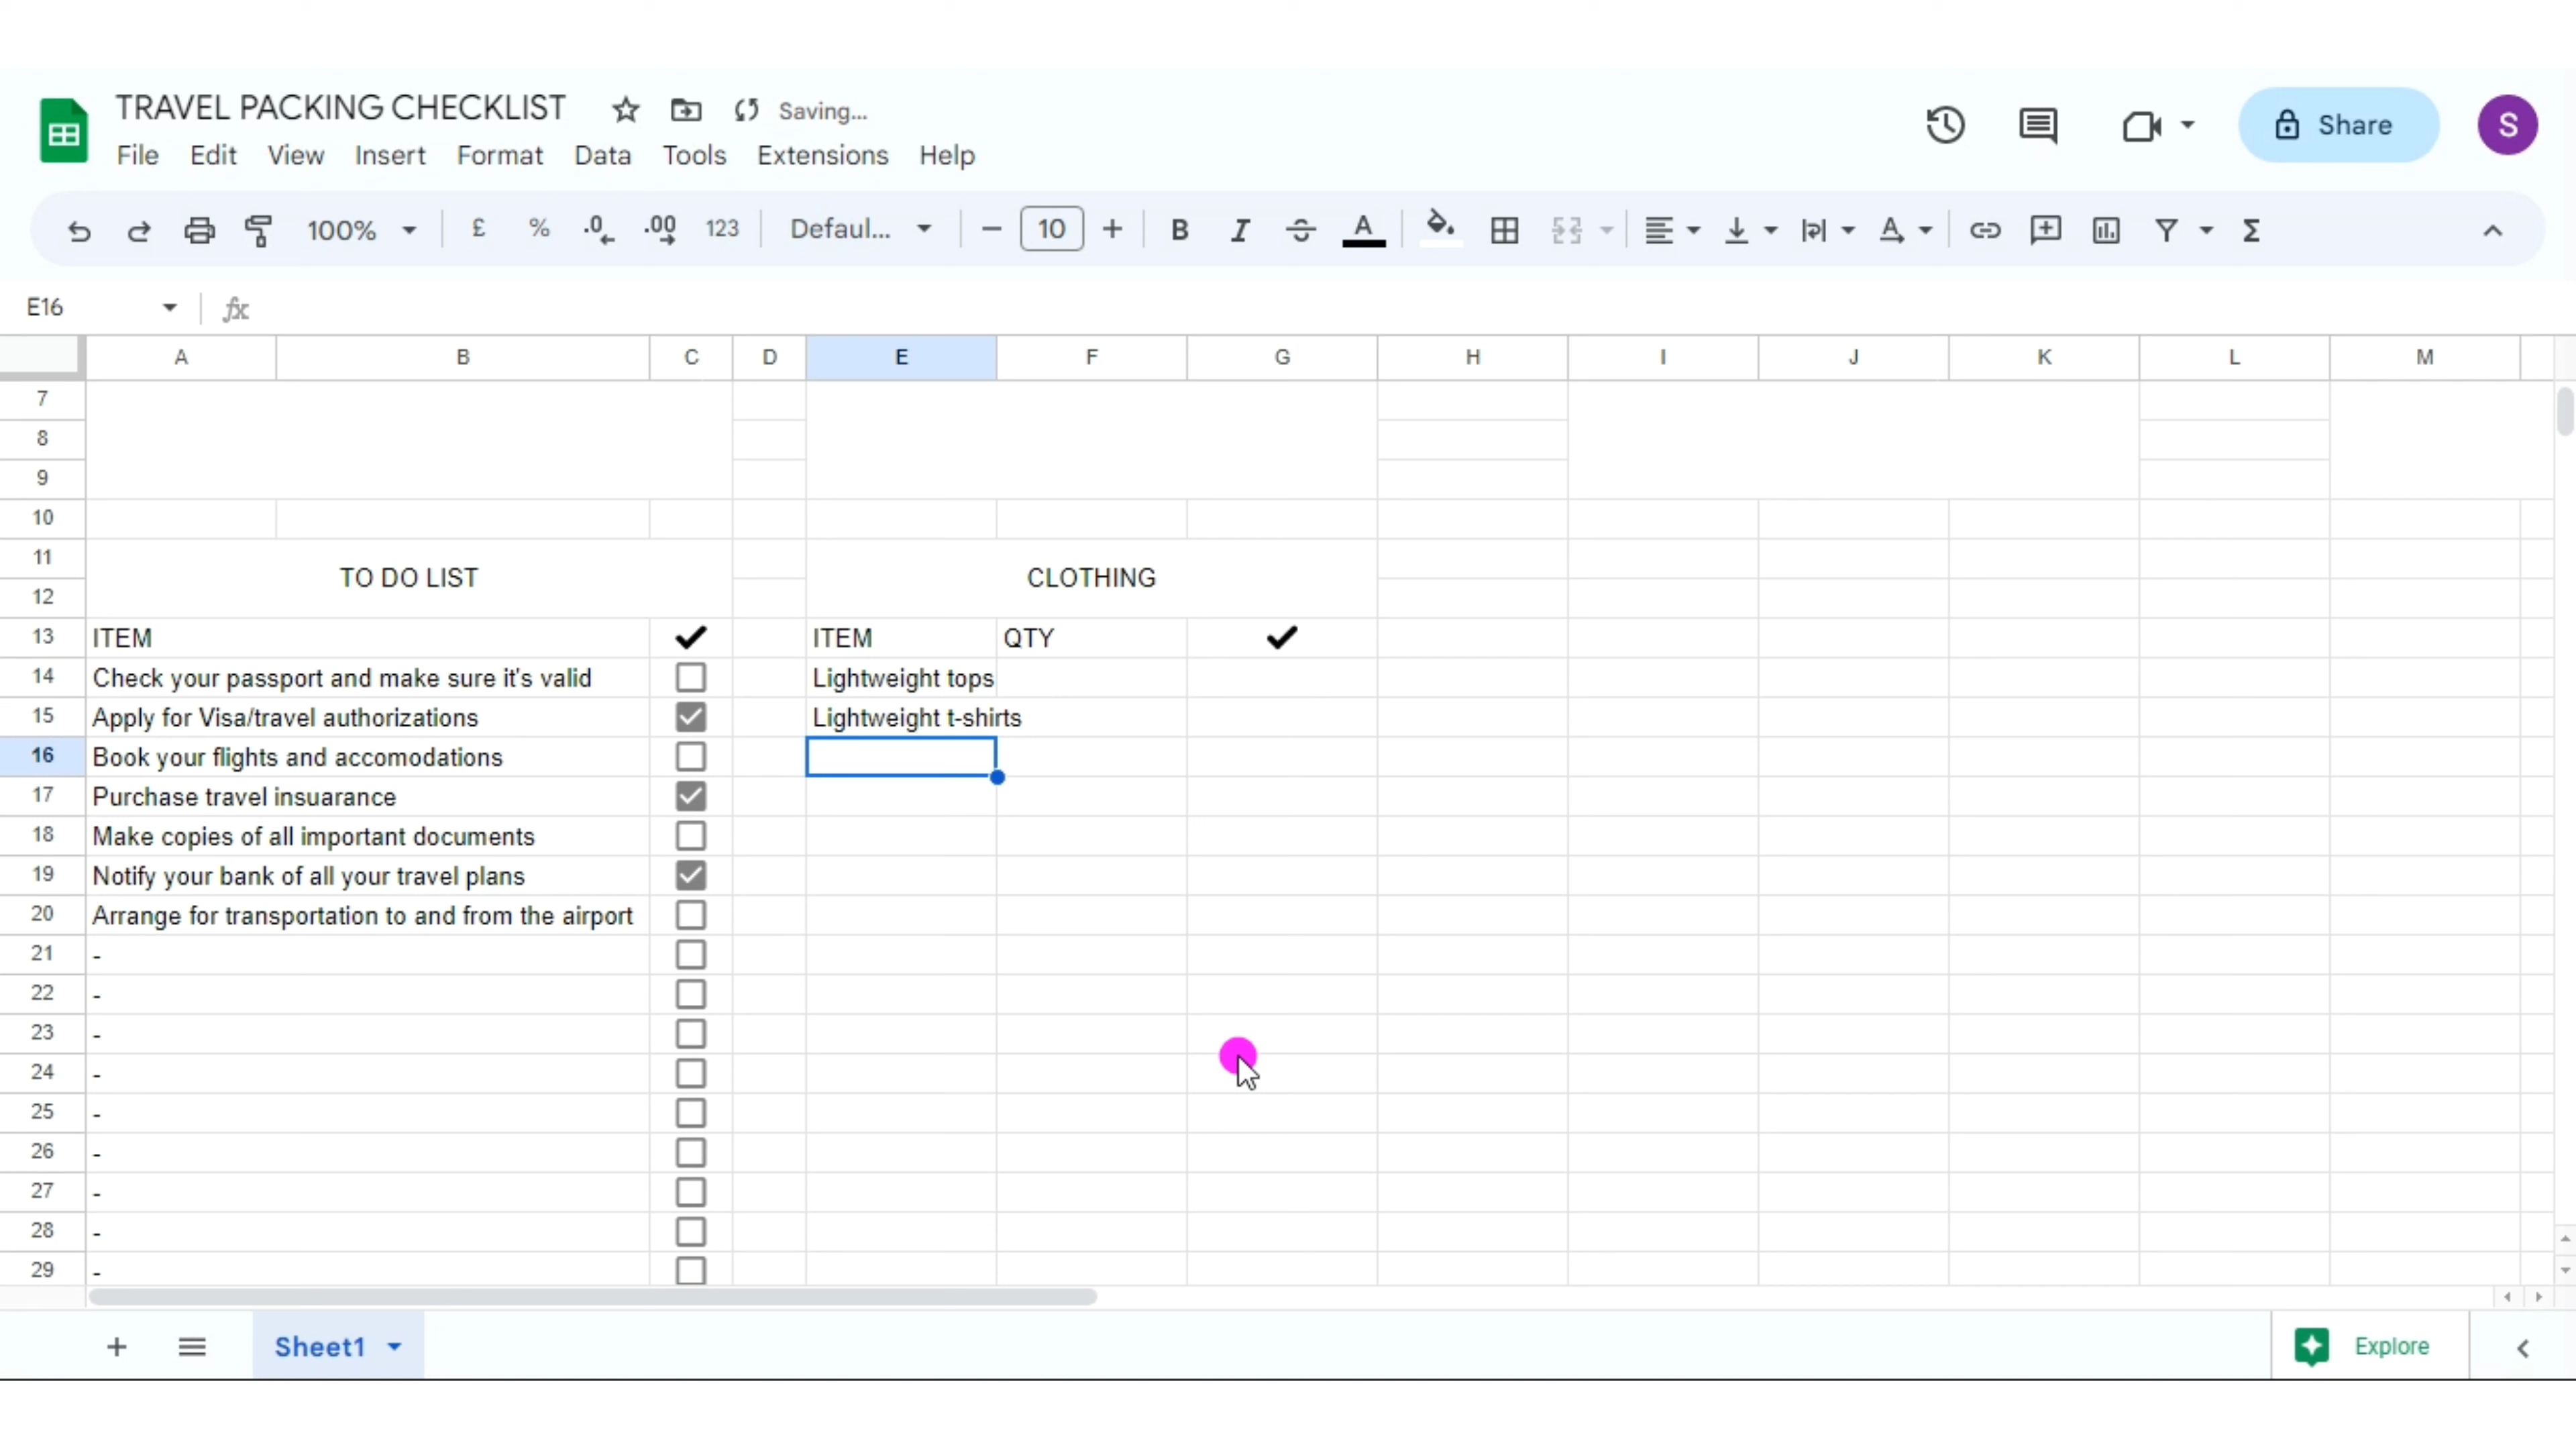 TRAVEL PACKING CHECKLIST Saving...
File Edit View Insert Format Data Tools Extensions Help
Share S
100% £ % .0 .00 123 Defaul... 10 B I A
E16 fx
A B C D E F G H I J K L M
7
8
9
10
11
TO DO LIST CLOTHING
12
13 ITEM ✔ ITEM QTY ✔
14 Check your passport and make sure it's valid Lightweight tops
15 Apply for Visa/travel authorizations Lightweight t-shirts
16 Book your flights and accomodations
17 Purchase travel insuarance
18 Make copies of all important documents
19 Notify your bank of all your travel plans
20 Arrange for transportation to and from the airport
21 -
22 -
23 -
24 -
25 -
26 -
27 -
28 -
29 -
Sheet1 Explore